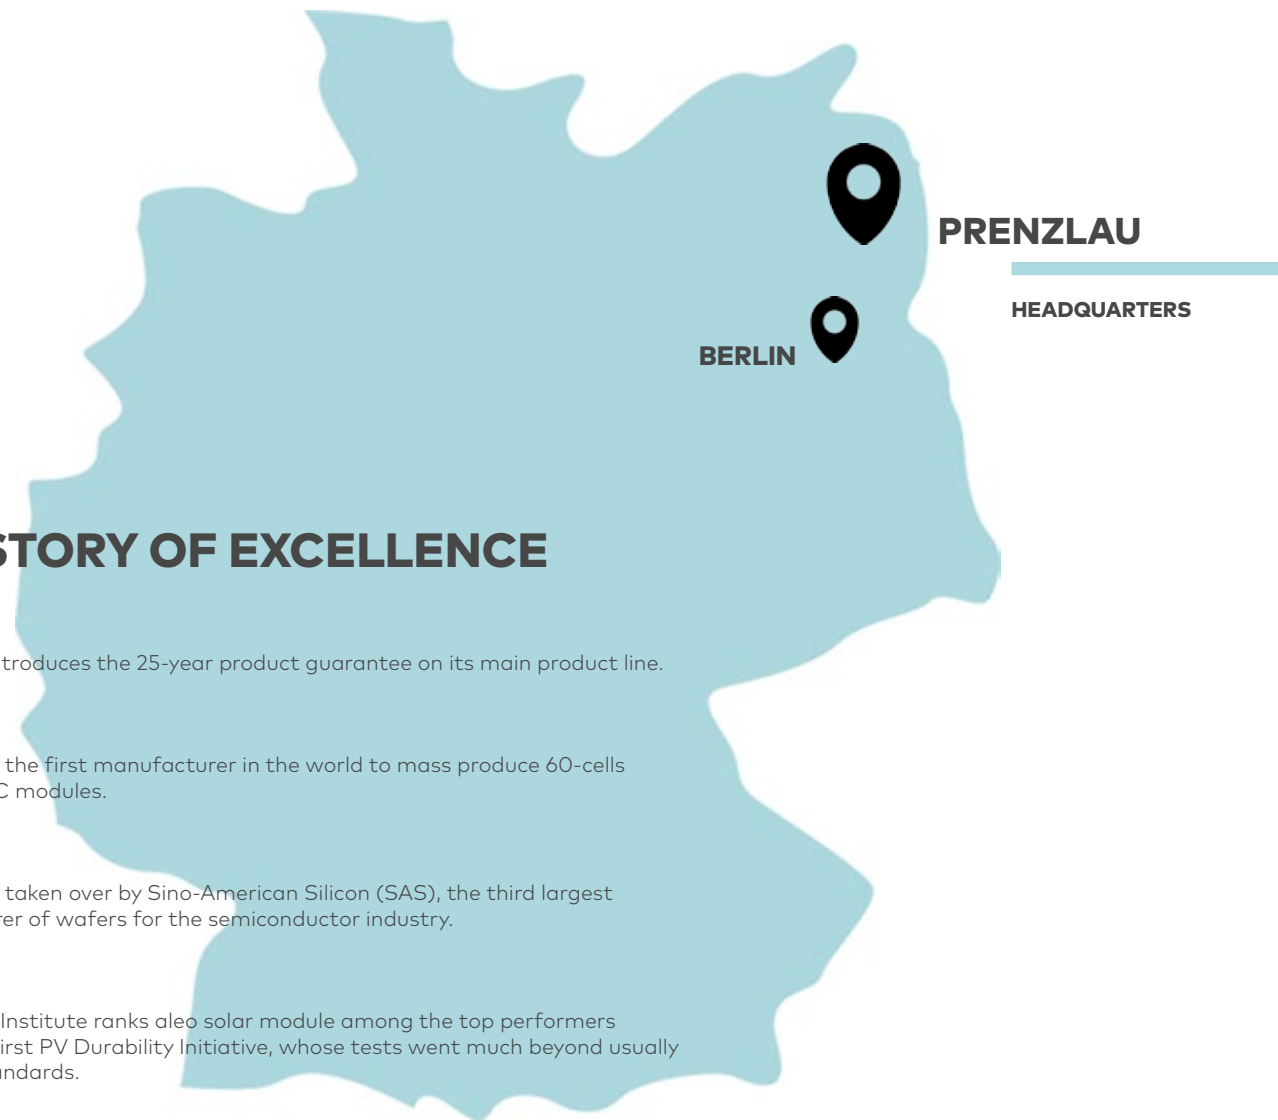 PRENZLAU
HEADQUARTERS
BERLIN
STORY OF EXCELLENCE
troduces the 25-year product guarantee on its main product line.
the first manufacturer in the world to mass produce 60-cells
C modules.
taken over by Sino-American Silicon (SAS), the third largest
rer of wafers for the semiconductor industry.
Institute ranks aleo solar module among the top performers
irst PV Durability Initiative, whose tests went much beyond usually
andards.